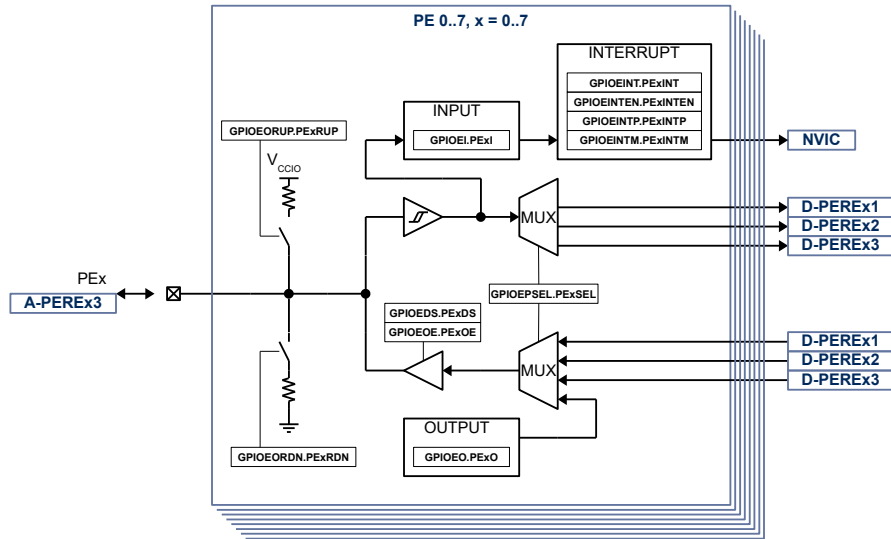 PE 0..7, x = 0..7
INTERRUPT
GPIOEINT.PExINT
GPIOEINTEN.PExINTEN
GPIOEINTP.PExINTP
GPIOEINTM.PExINTM
INPUT
GPIOEI.PExI
NVIC
GPIOEORUP.PExRUP
VCCIO
MUX
D-PEREx1
D-PEREx2
D-PEREx3
PEx
A-PEREx3
GPIOEPSEL.PExSEL
GPIOEDS.PExDS
GPIOEOE.PExOE
MUX
D-PEREx1
D-PEREx2
D-PEREx3
OUTPUT
GPIOEO.PExO
GPIOEORDN.PExRDN